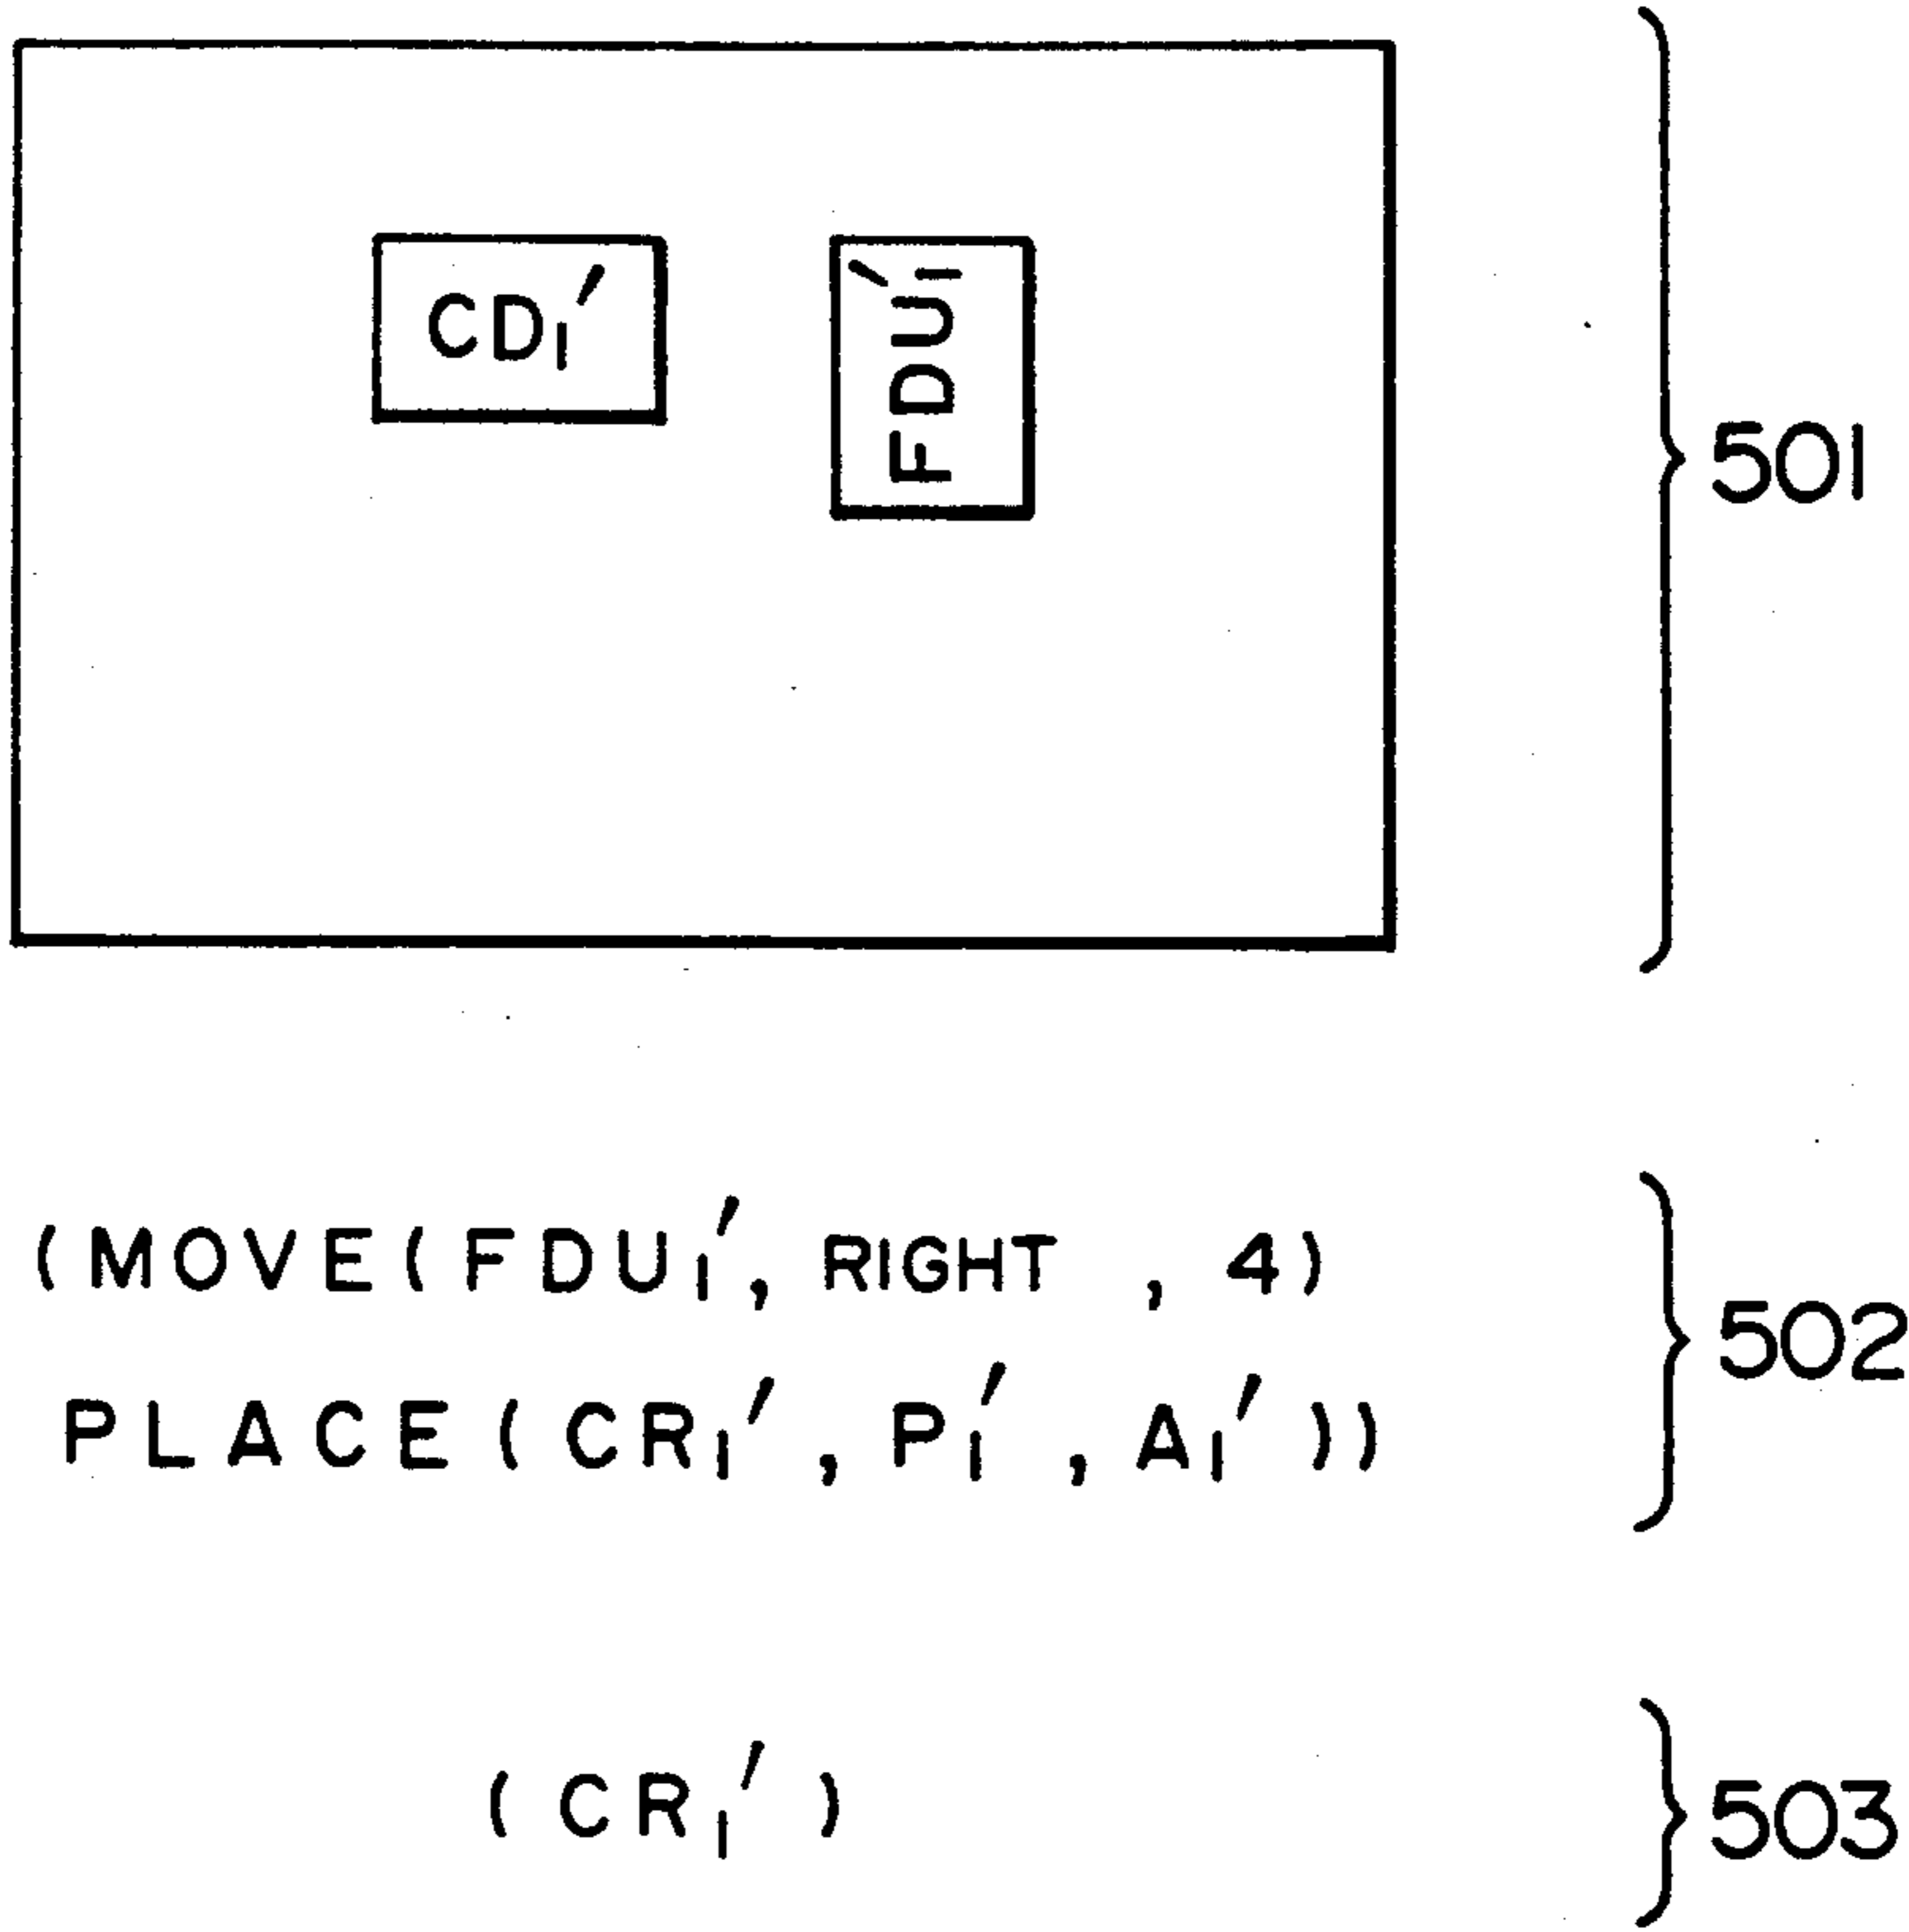 CD₁′
FDU₁′
501
(MOVE(FDU₁′, RIGHT , 4)
PLACE(CR₁′, P₁′, A₁′))
502
(CR₁′)
503